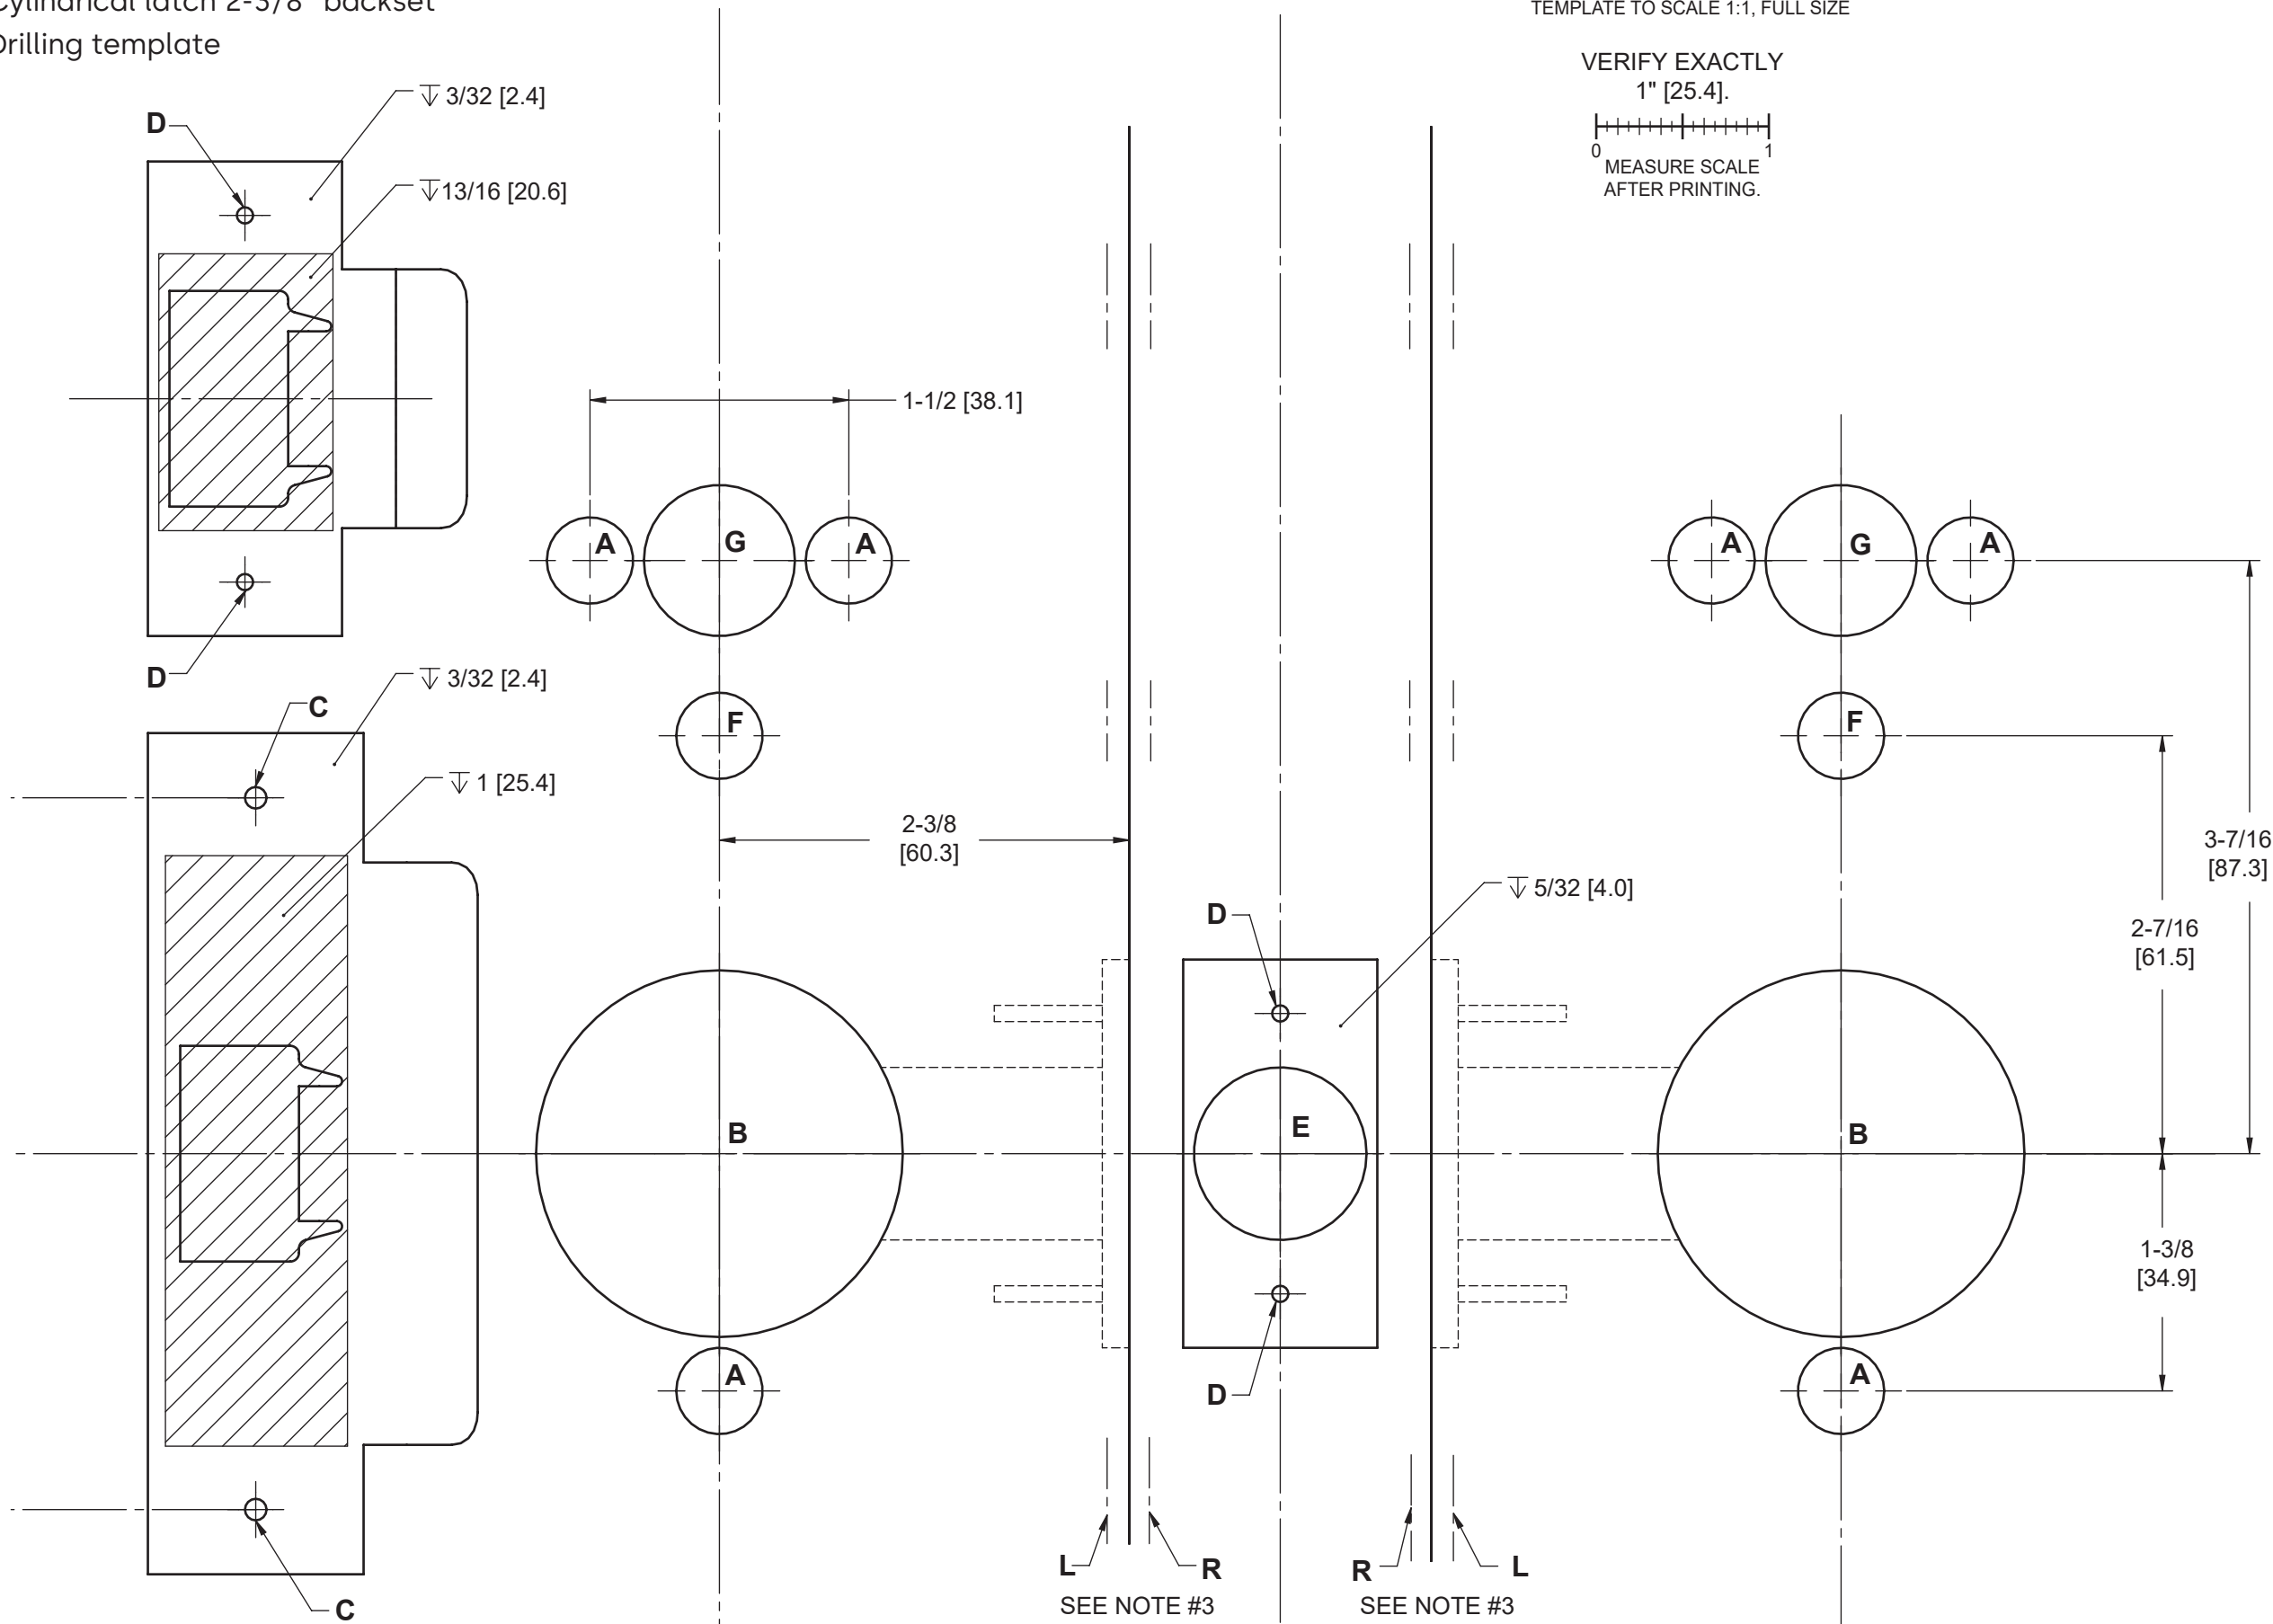 Cylindrical latch 2-3/8" backset
Drilling template
TEMPLATE TO SCALE 1:1, FULL SIZE
VERIFY EXACTLY
1" [25.4].
0 1
MEASURE SCALE
AFTER PRINTING.
3/32 [2.4]
D
13/16 [20.6]
1-1/2 [38.1]
A G A
A G A
D
3/32 [2.4]
C
F
F
1 [25.4]
2-3/8
[60.3]
3-7/16
[87.3]
5/32 [4.0]
D
2-7/16
[61.5]
B
E
B
1-3/8
[34.9]
A
D
A
L R
R L
SEE NOTE #3
SEE NOTE #3
C